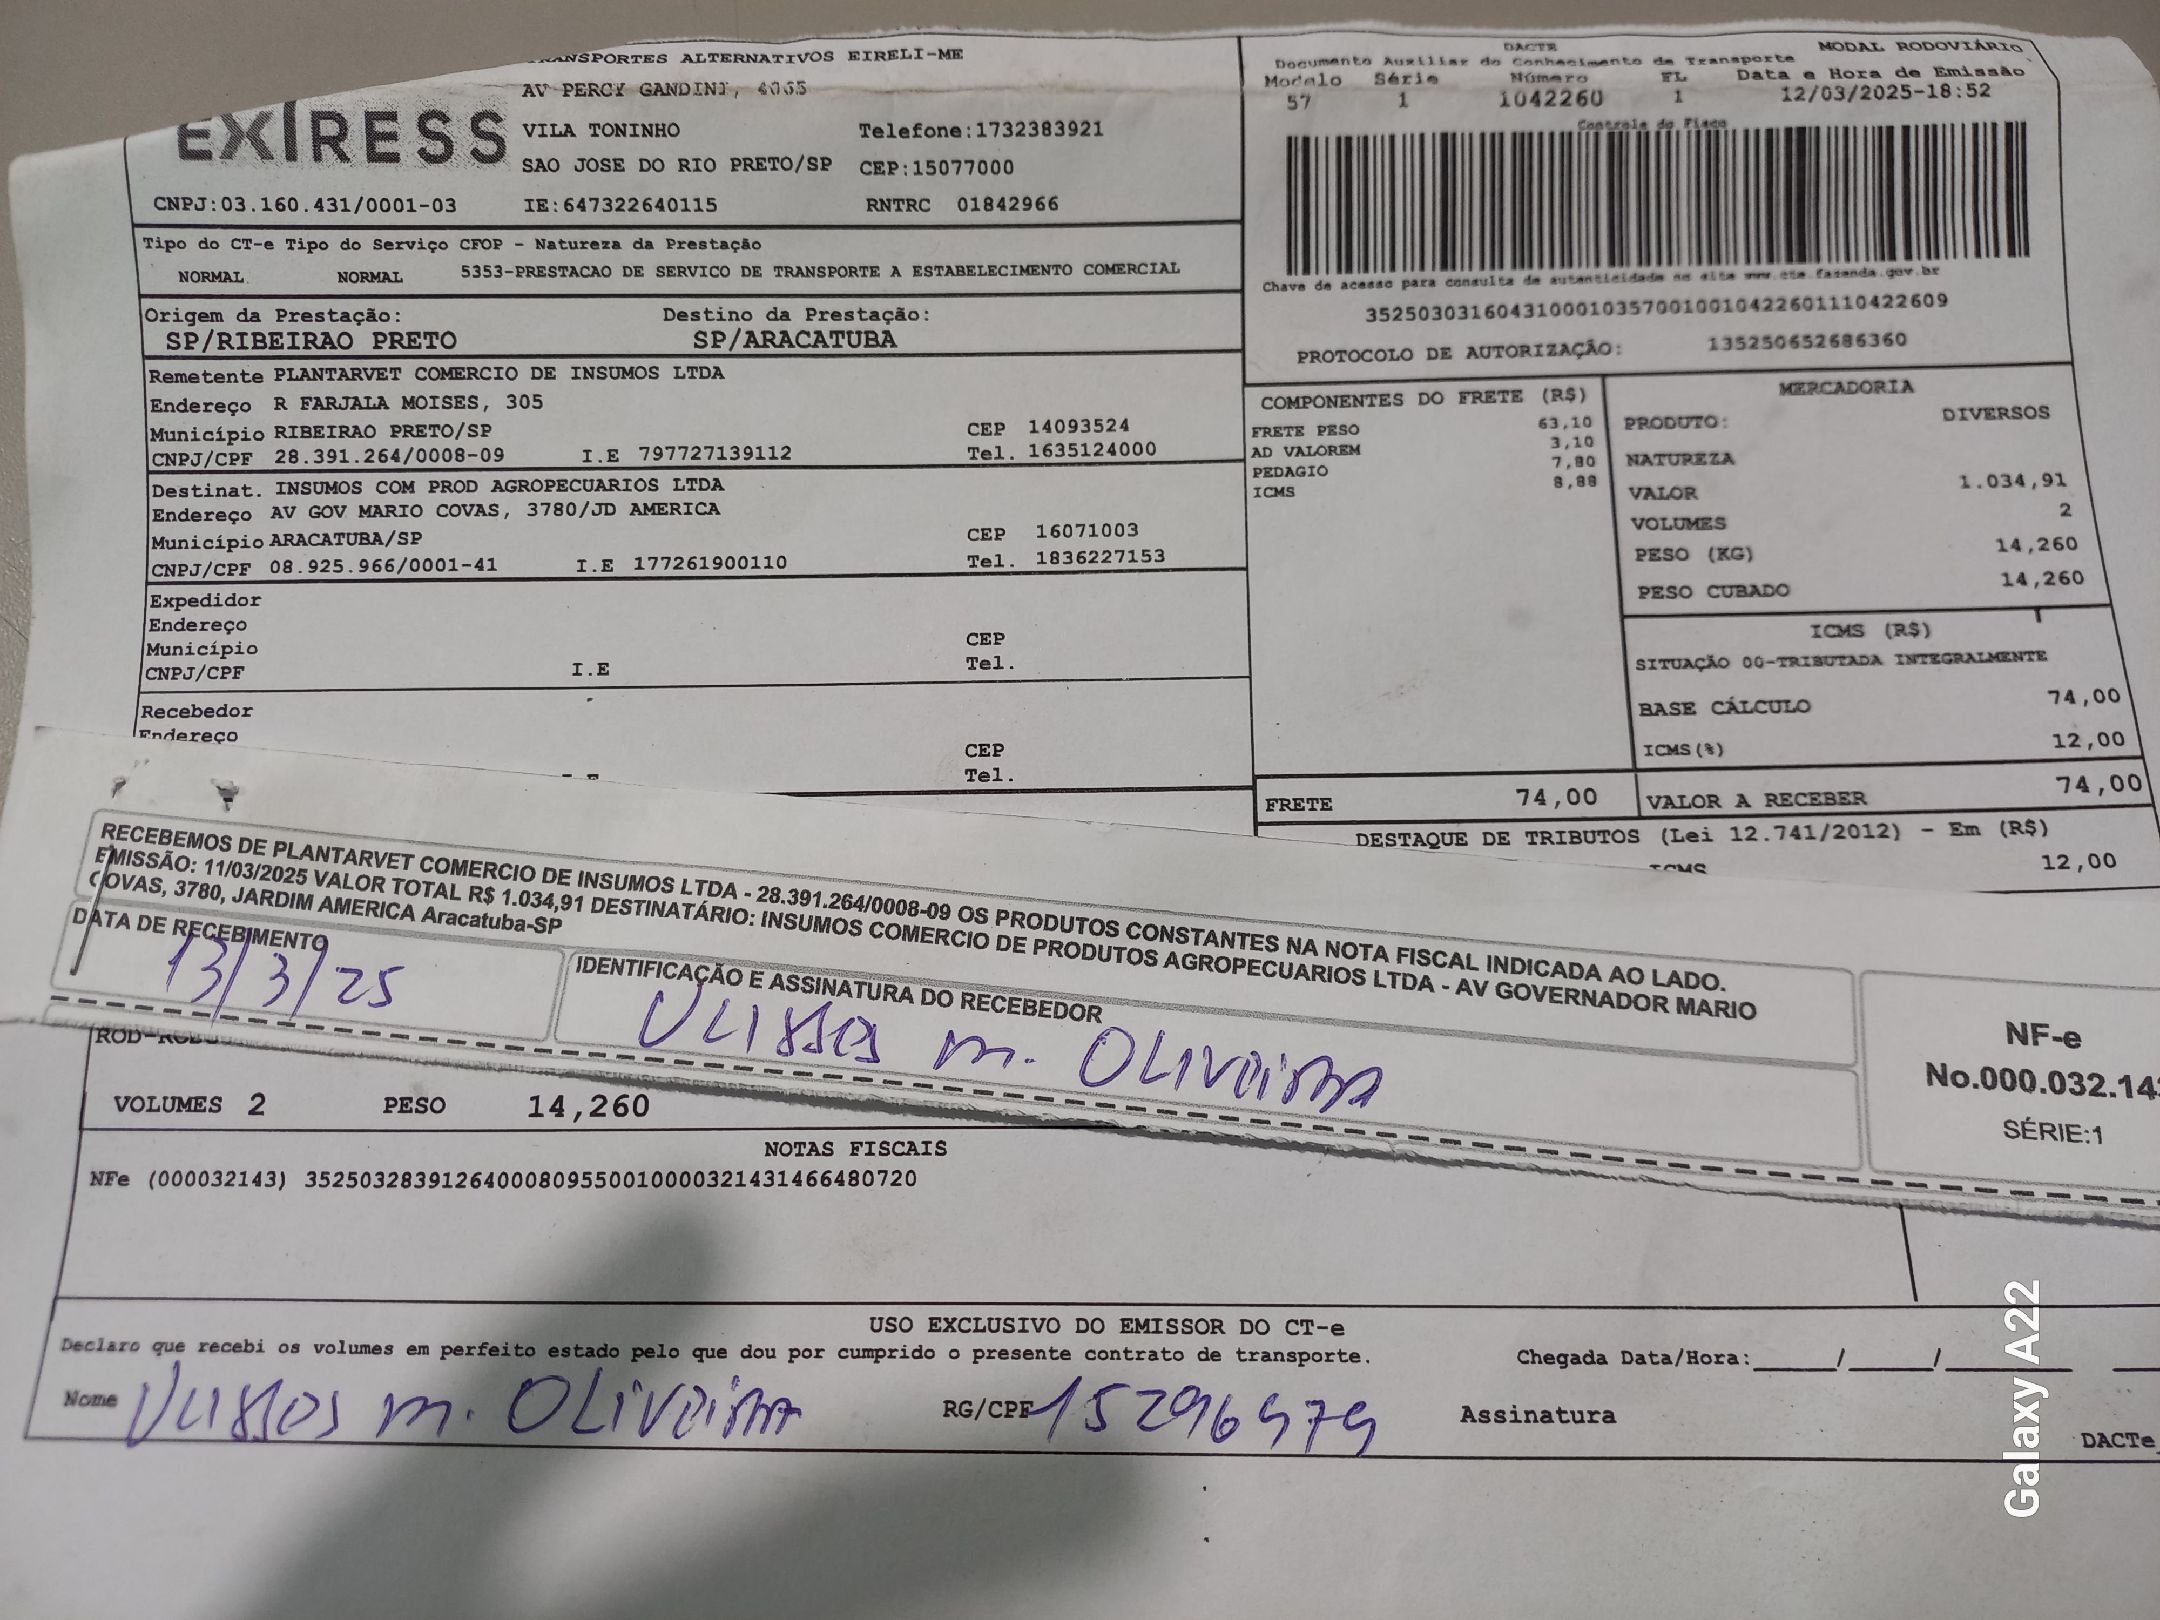 TRANSPORTES ALTERNATIVOS EIRELI-ME
AV PERCY GANDINI, 4065
EXIRESS
VILA TONINHO Telefone:1732383921
SAO JOSE DO RIO PRETO/SP CEP:15077000
CNPJ:03.160.431/0001-03 IE:647322640115 RNTRC 01842966
DACTE MODAL RODOVIÁRIO
Documento Auxiliar do Conhecimento de Transporte
Modelo Série Número FL Data e Hora de Emissão
57 1 1042260 1 12/03/2025-18:52
Controle do Fisco
Chave de acesso para consulta de autenticidade no site www.cte.fazenda.gov.br
35250303160431000103570010010422601110422609
PROTOCOLO DE AUTORIZAÇÃO: 135250652686360
Tipo do CT-e Tipo do Serviço CFOP - Natureza da Prestação
NORMAL NORMAL 5353-PRESTACAO DE SERVICO DE TRANSPORTE A ESTABELECIMENTO COMERCIAL
Origem da Prestação: Destino da Prestação:
SP/RIBEIRAO PRETO SP/ARACATUBA
Remetente PLANTARVET COMERCIO DE INSUMOS LTDA
Endereço R FARJALA MOISES, 305
Município RIBEIRAO PRETO/SP CEP 14093524
CNPJ/CPF 28.391.264/0008-09 I.E 797727139112 Tel. 1635124000
Destinat. INSUMOS COM PROD AGROPECUARIOS LTDA
Endereço AV GOV MARIO COVAS, 3780/JD AMERICA
Município ARACATUBA/SP CEP 16071003
CNPJ/CPF 08.925.966/0001-41 I.E 177261900110 Tel. 1836227153
Expedidor
Endereço
Município CEP
CNPJ/CPF I.E Tel.
Recebedor
Endereço
CEP
Tel.
COMPONENTES DO FRETE (R$)
FRETE PESO 63,10
AD VALOREM 3,10
PEDAGIO 7,80
ICMS 8,88
MERCADORIA
PRODUTO: DIVERSOS
NATUREZA
VALOR 1.034,91
VOLUMES 2
PESO (KG) 14,260
PESO CUBADO 14,260
ICMS (R$)
SITUAÇÃO 00-TRIBUTADA INTEGRALMENTE
BASE CÁLCULO 74,00
ICMS(%) 12,00
FRETE 74,00 VALOR A RECEBER 74,00
DESTAQUE DE TRIBUTOS (Lei 12.741/2012) - Em (R$)
ICMS 12,00
RECEBEMOS DE PLANTARVET COMERCIO DE INSUMOS LTDA - 28.391.264/0008-09 OS PRODUTOS CONSTANTES NA NOTA FISCAL INDICADA AO LADO.
EMISSÃO: 11/03/2025 VALOR TOTAL R$ 1.034,91 DESTINATÁRIO: INSUMOS COMERCIO DE PRODUTOS AGROPECUARIOS LTDA - AV GOVERNADOR MARIO
COVAS, 3780, JARDIM AMERICA Aracatuba-SP
DATA DE RECEBIMENTO
13/3/25
IDENTIFICAÇÃO E ASSINATURA DO RECEBEDOR
Ulisses m. Oliveira
NF-e
No.000.032.143
SÉRIE:1
VOLUMES 2 PESO 14,260
NOTAS FISCAIS
NFe (000032143) 35250328391264000809550010000321431466480720
USO EXCLUSIVO DO EMISSOR DO CT-e
Declaro que recebi os volumes em perfeito estado pelo que dou por cumprido o presente contrato de transporte.
Chegada Data/Hora:_____/_____/_______
Nome Ulisses m. Oliveira RG/CPF 15296979 Assinatura
DACTe
Galaxy A22